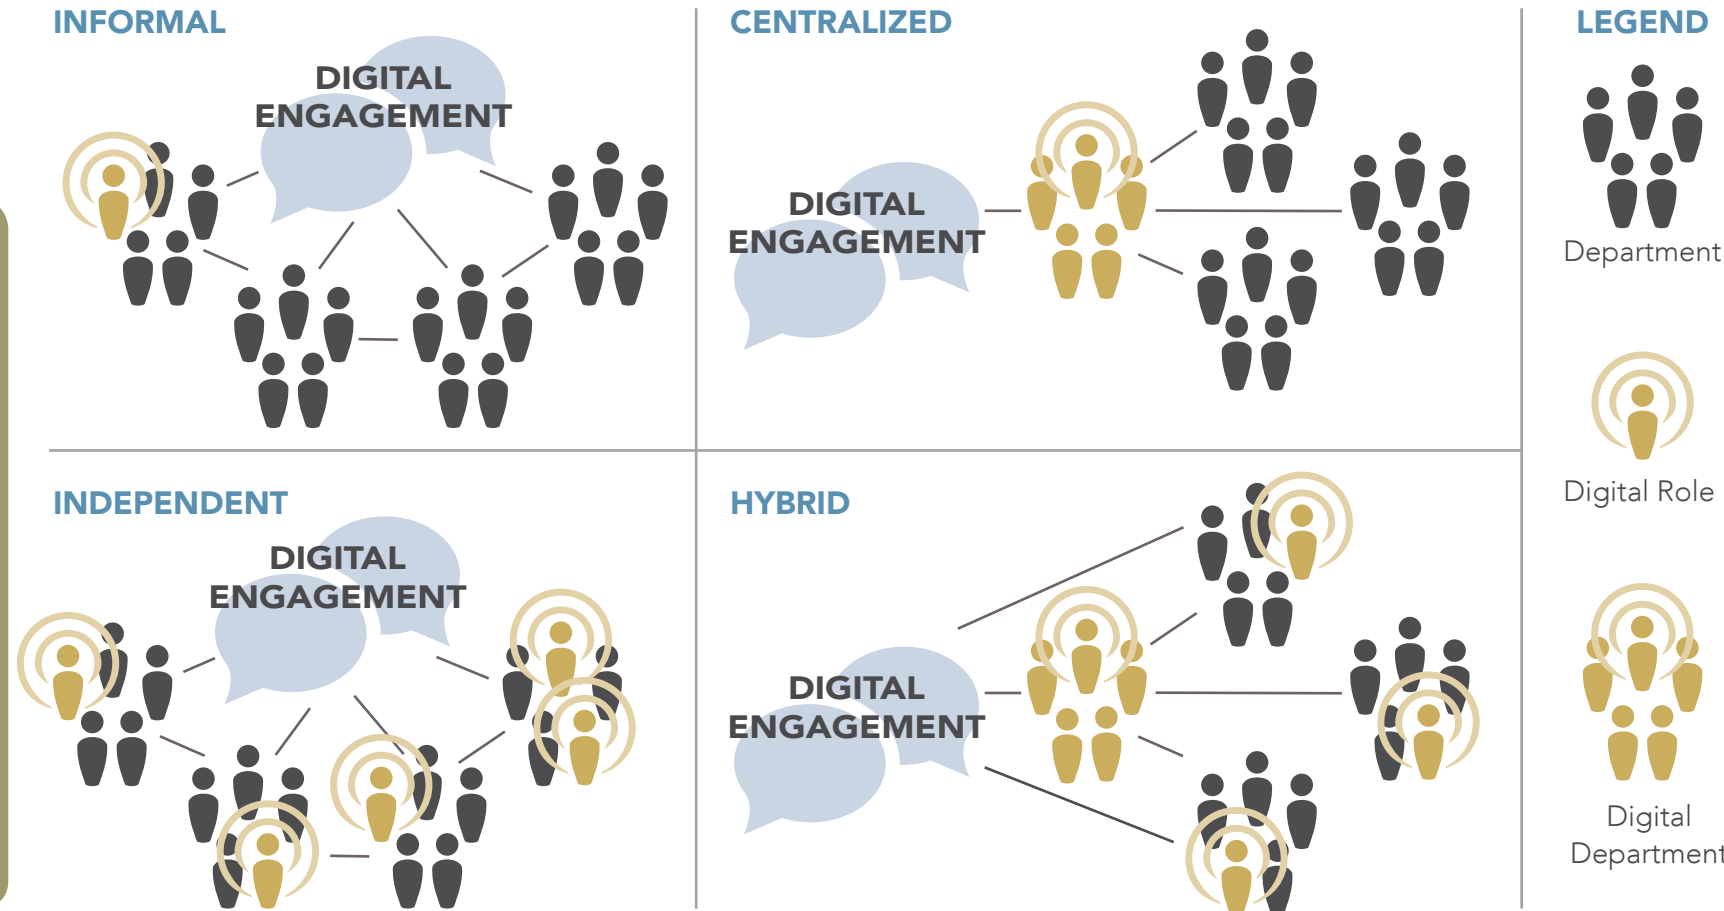 INFORMAL
DIGITAL
ENGAGEMENT
CENTRALIZED
DIGITAL
ENGAGEMENT
INDEPENDENT
DIGITAL
ENGAGEMENT
HYBRID
DIGITAL
ENGAGEMENT
LEGEND
Department
Digital Role
Digital
Department